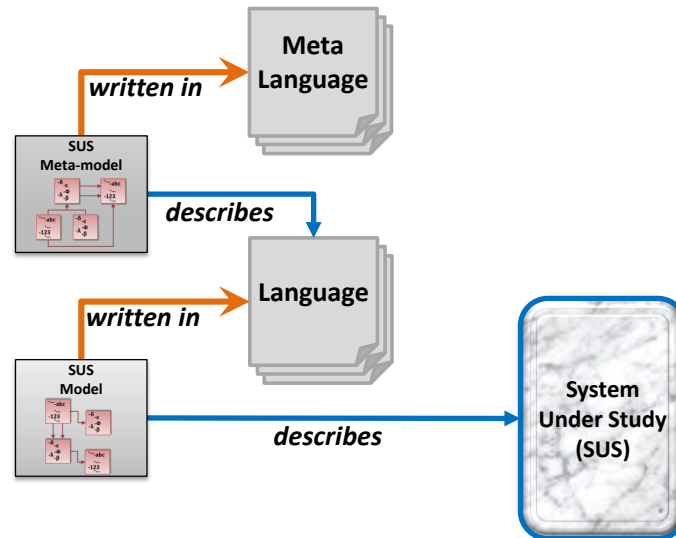 Meta
Language
written in
SUS
Meta-model
describes
Language
written in
SUS
Model
describes
System
Under Study
(SUS)